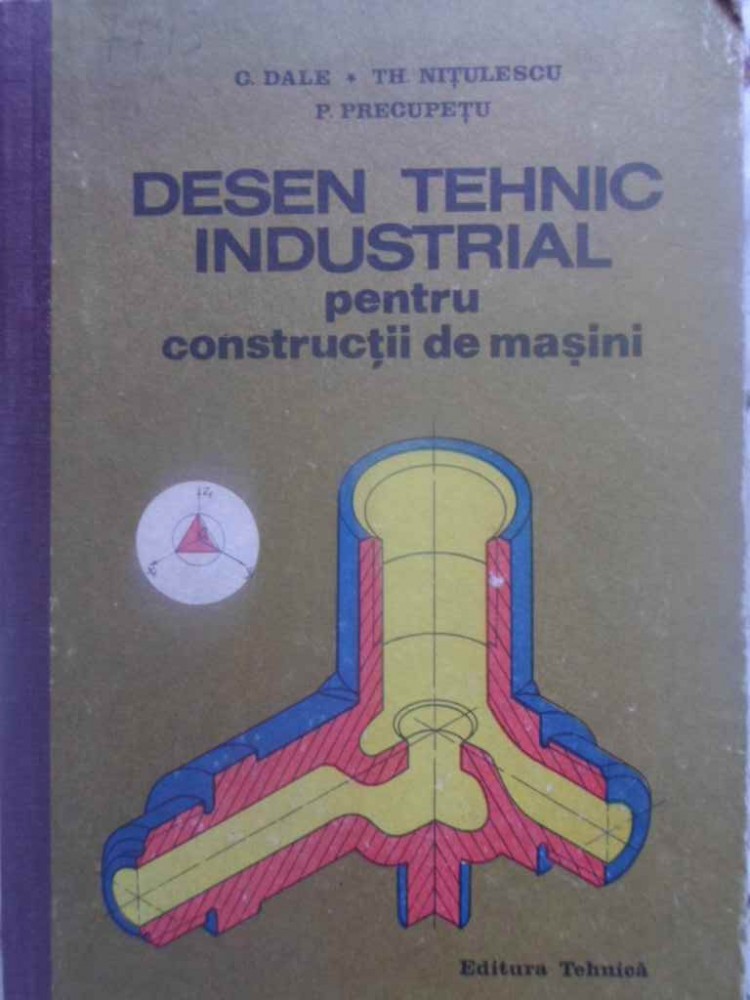 C. DALE * TH. NIȚULESCU
P. PRECUPEȚU
DESEN TEHNIC
INDUSTRIAL
pentru
construcții de mașini
Editura Tehnică